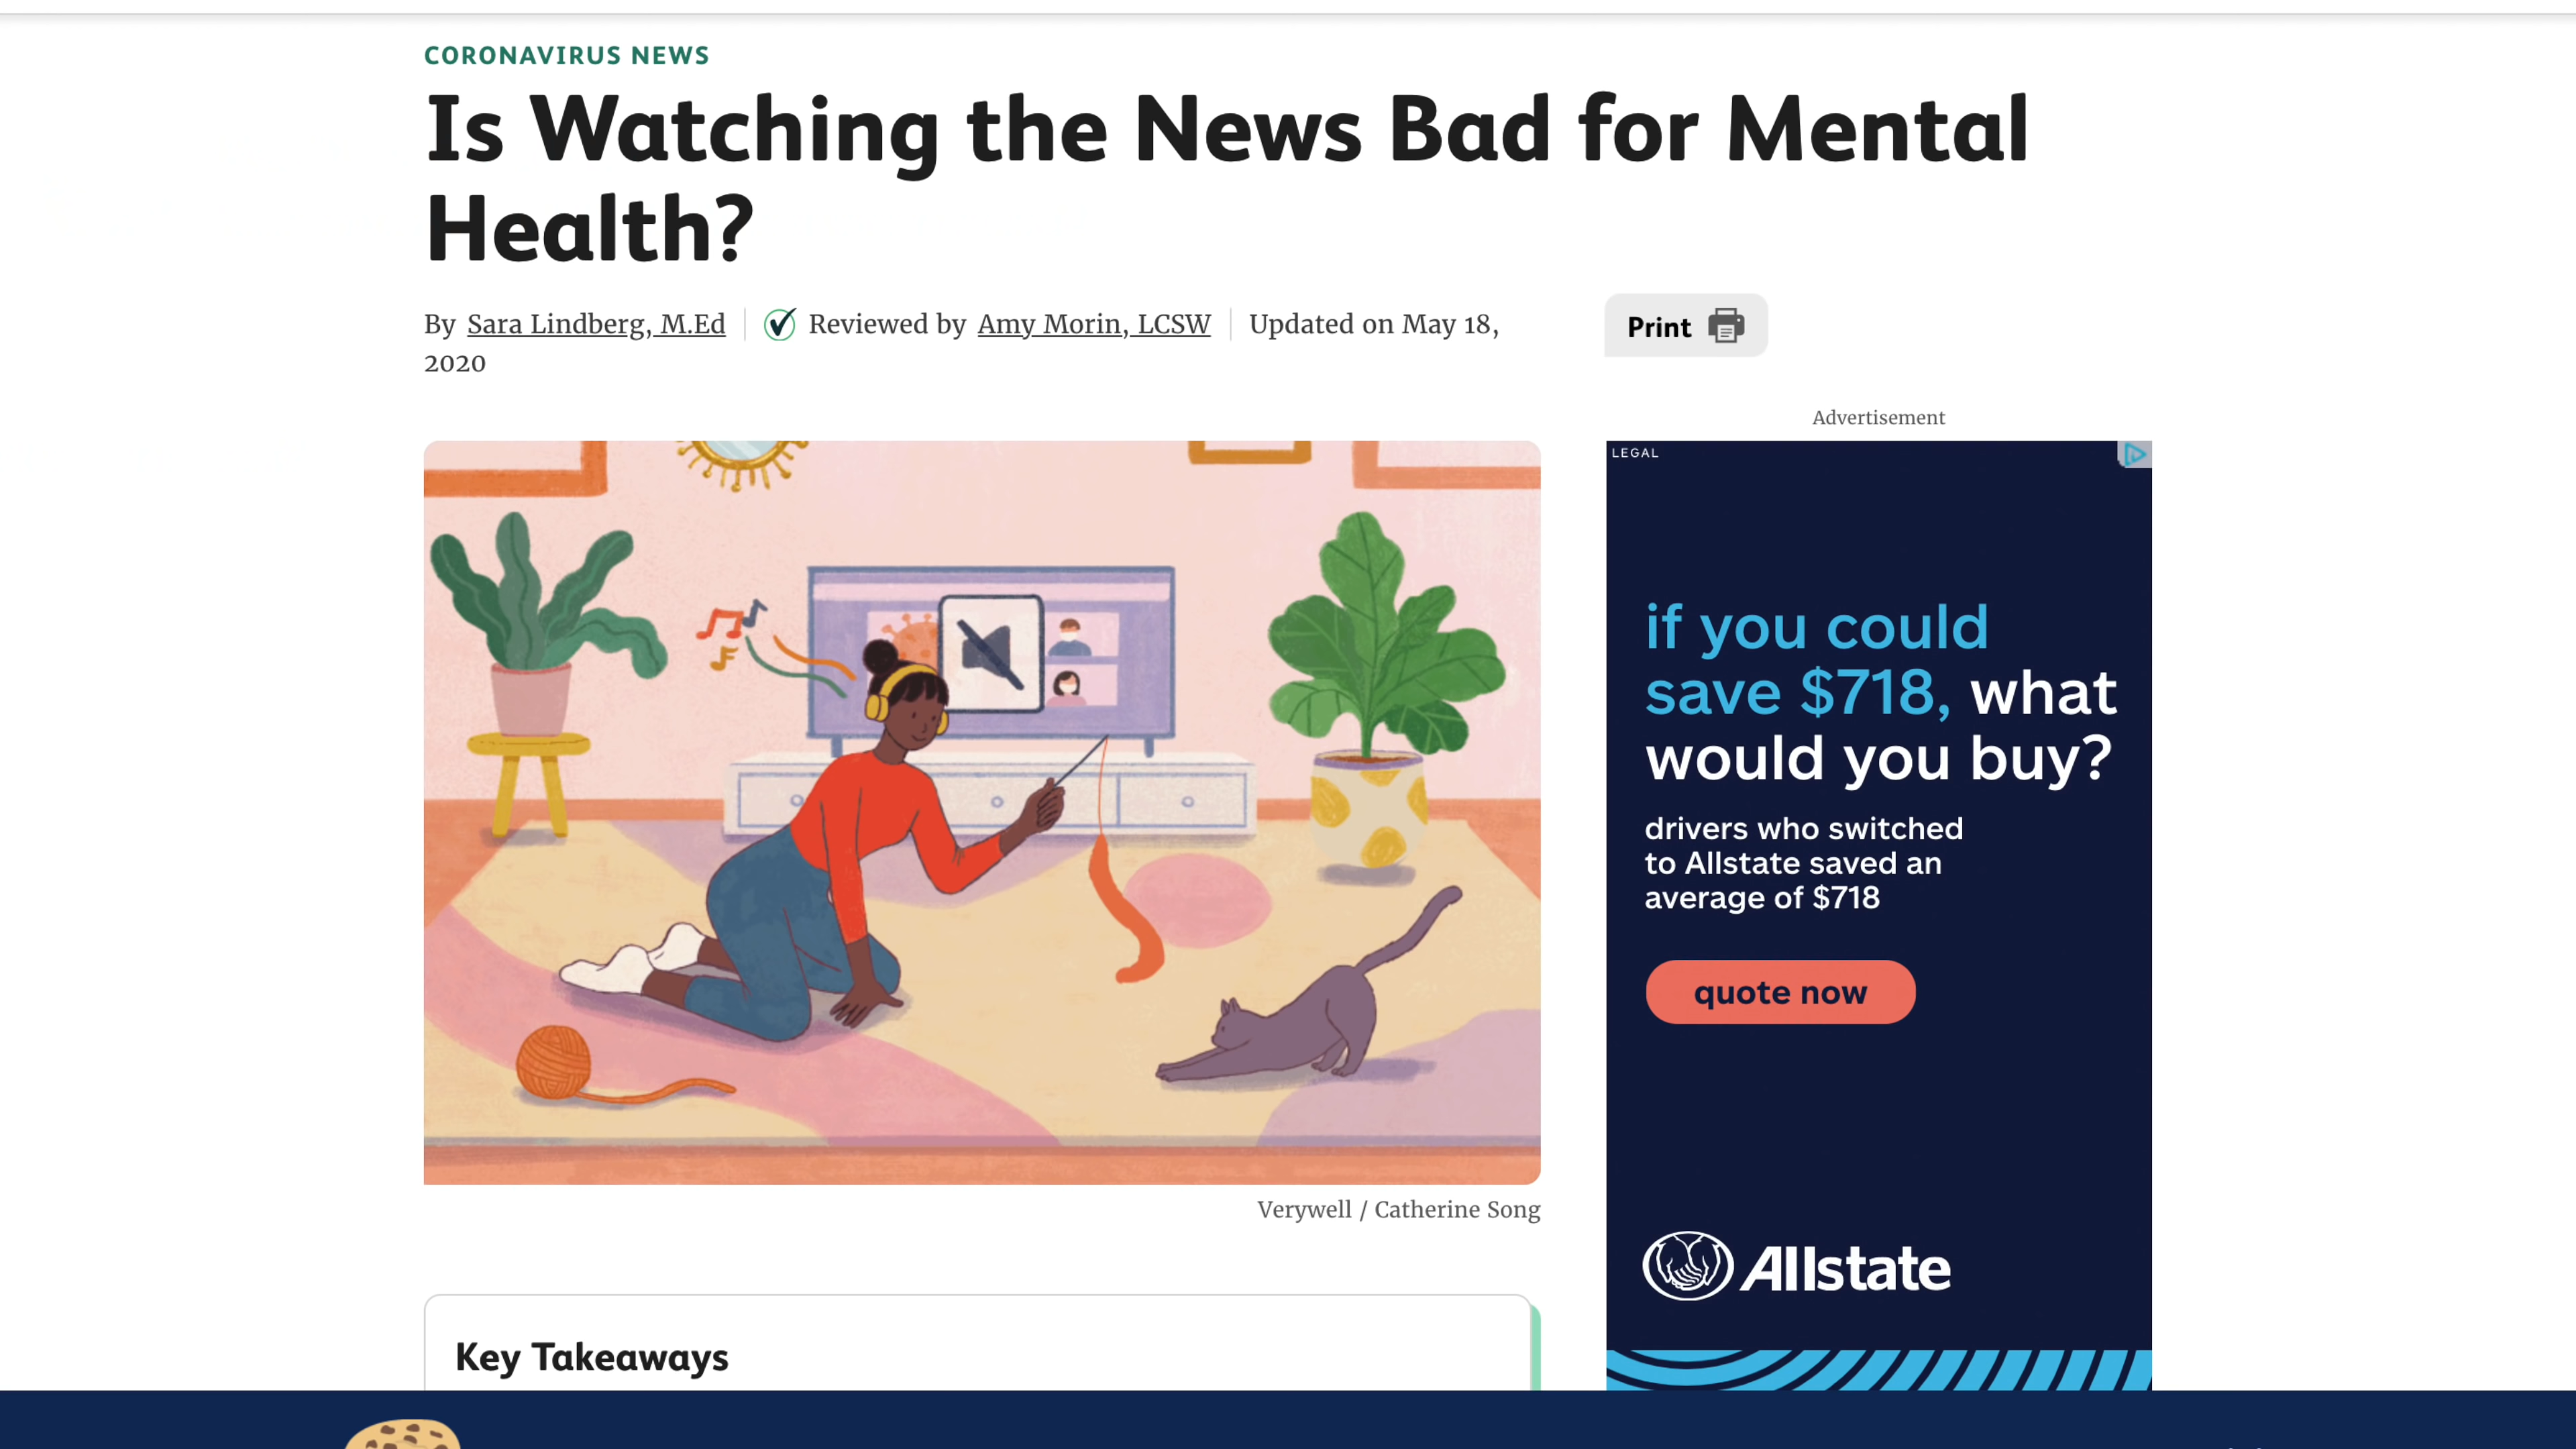 CORONAVIRUS NEWS
Is Watching the News Bad for Mental
Health?
By Sara Lindberg, M.Ed Reviewed by Amy Morin, LCSW Updated on May 18,
2020
Print
Advertisement
LEGAL
if you could
save $718, what
would you buy?
drivers who switched
to Allstate saved an
average of $718
quote now
Allstate
Verywell / Catherine Song
Key Takeaways